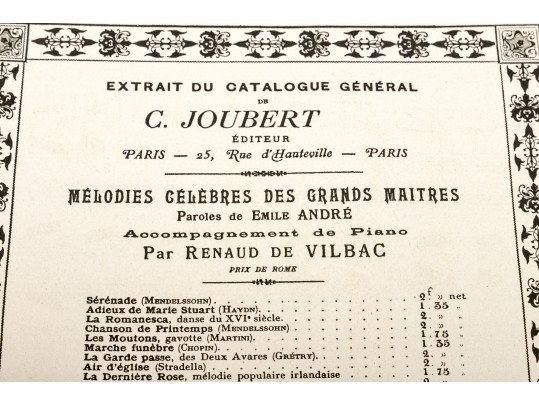 EXTRAIT DU CATALOGUE GÉNÉRAL
DE
C. JOUBERT
ÉDITEUR
PARIS — 25, Rue d'Hauteville — PARIS
MÉLODIES CÉLÈBRES DES GRANDS MAITRES
Paroles de EMILE ANDRÉ
Accompagnement de Piano
Par RENAUD DE VILBAC
PRIX DE ROME
Sérénade (MENDELSSOHN). . . . . . . . . . . . 2f » net
Adieux de Marie Stuart (HAYDN). . . . . . . . . 1.35 »
La Romanesca, danse du XVIe siècle. . . . . . . 2. » »
Chanson de Printemps (MENDELSSOHN) . . . . . . 2. » »
Les Moutons, gavotte (MARTINI). . . . . . . . . 1.75 »
Marche funèbre (CHOPIN). . . . . . . . . . . . 1.35 »
La Garde passe, des Deux Avares (GRÉTRY). . . . 2. » »
Air d'église (Stradella) . . . . . . . . . . . 2. » »
La Dernière Rose, mélodie populaire irlandaise . 1.75 »